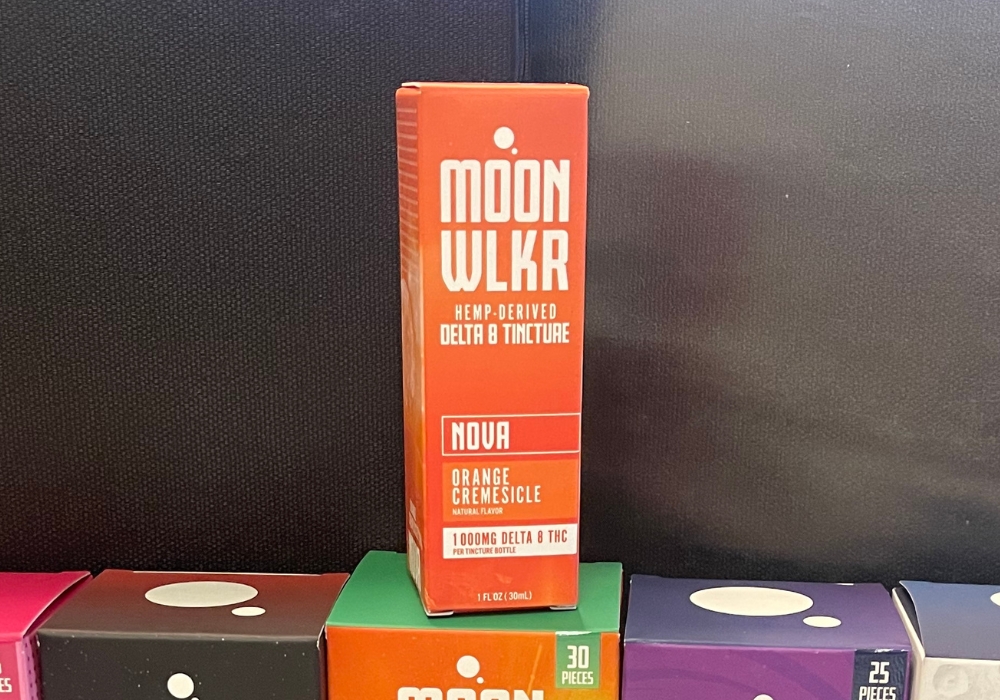 MOON
WLKR
HEMP-DERIVED
DELTA 8 TINCTURE
NOVA
ORANGE
CREMESICLE
NATURAL FLAVOR
1000MG DELTA 8 THC
PER TINCTURE BOTTLE
1 FL OZ (30mL)
30
PIECES
25
PIECES
MOON